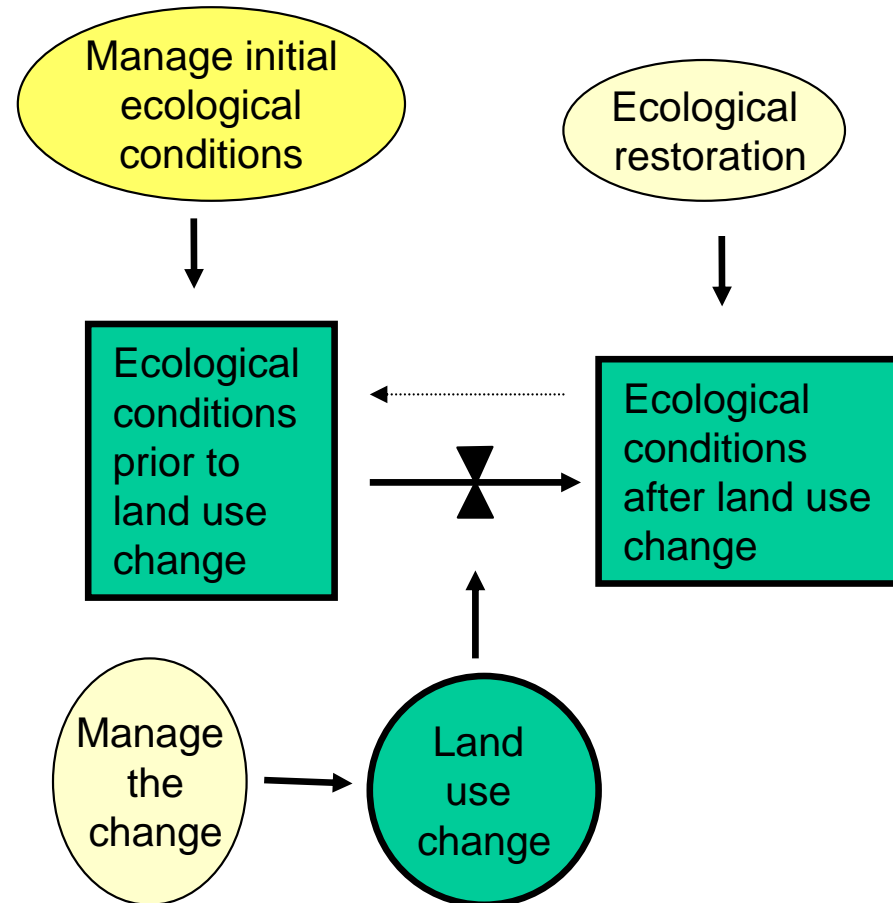 Manage initial
ecological
conditions
Ecological
restoration
Ecological
conditions
prior to
land use
change
Ecological
conditions
after land use
change
Manage
the
change
Land
use
change